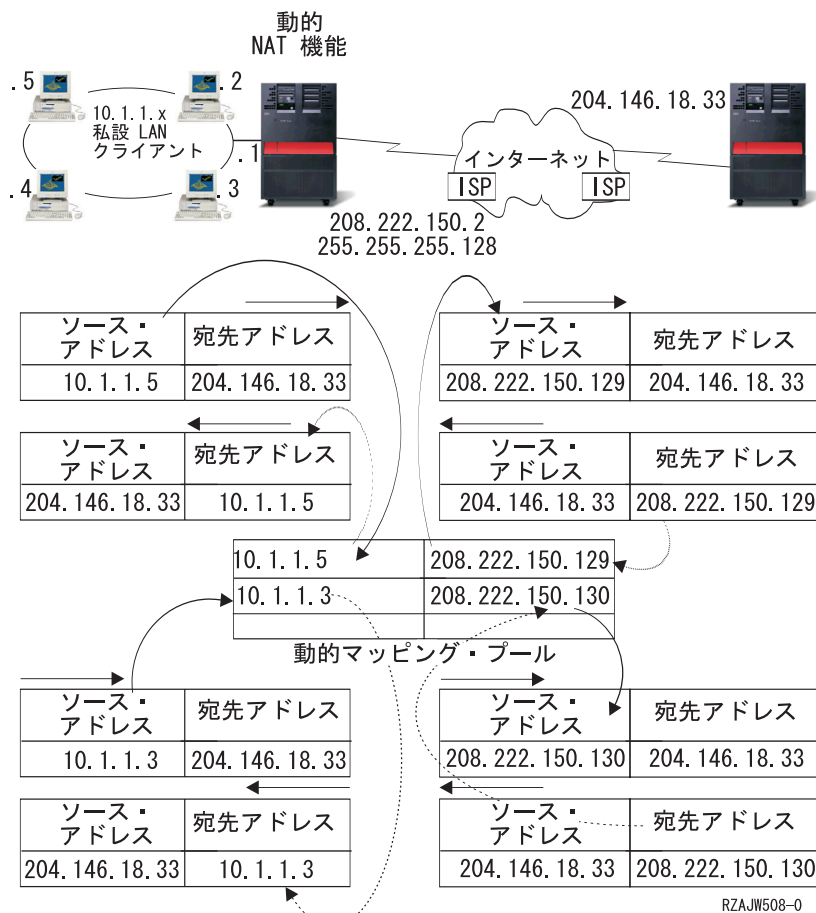 動的
NAT 機能
.5
.2
10.1.1.x
私設 LAN
クライアント
.1
.4
.3
204.146.18.33
インターネット
ISP
ISP
208.222.150.2
255.255.255.128
ソース・
アドレス
宛先アドレス
10.1.1.5
204.146.18.33
ソース・
アドレス
宛先アドレス
208.222.150.129
204.146.18.33
ソース・
アドレス
宛先アドレス
204.146.18.33
10.1.1.5
ソース・
アドレス
宛先アドレス
204.146.18.33
208.222.150.129
10.1.1.5
208.222.150.129
10.1.1.3
208.222.150.130
動的マッピング・プール
ソース・
アドレス
宛先アドレス
10.1.1.3
204.146.18.33
ソース・
アドレス
宛先アドレス
208.222.150.130
204.146.18.33
ソース・
アドレス
宛先アドレス
204.146.18.33
10.1.1.3
ソース・
アドレス
宛先アドレス
204.146.18.33
208.222.150.130
RZAJW508-0